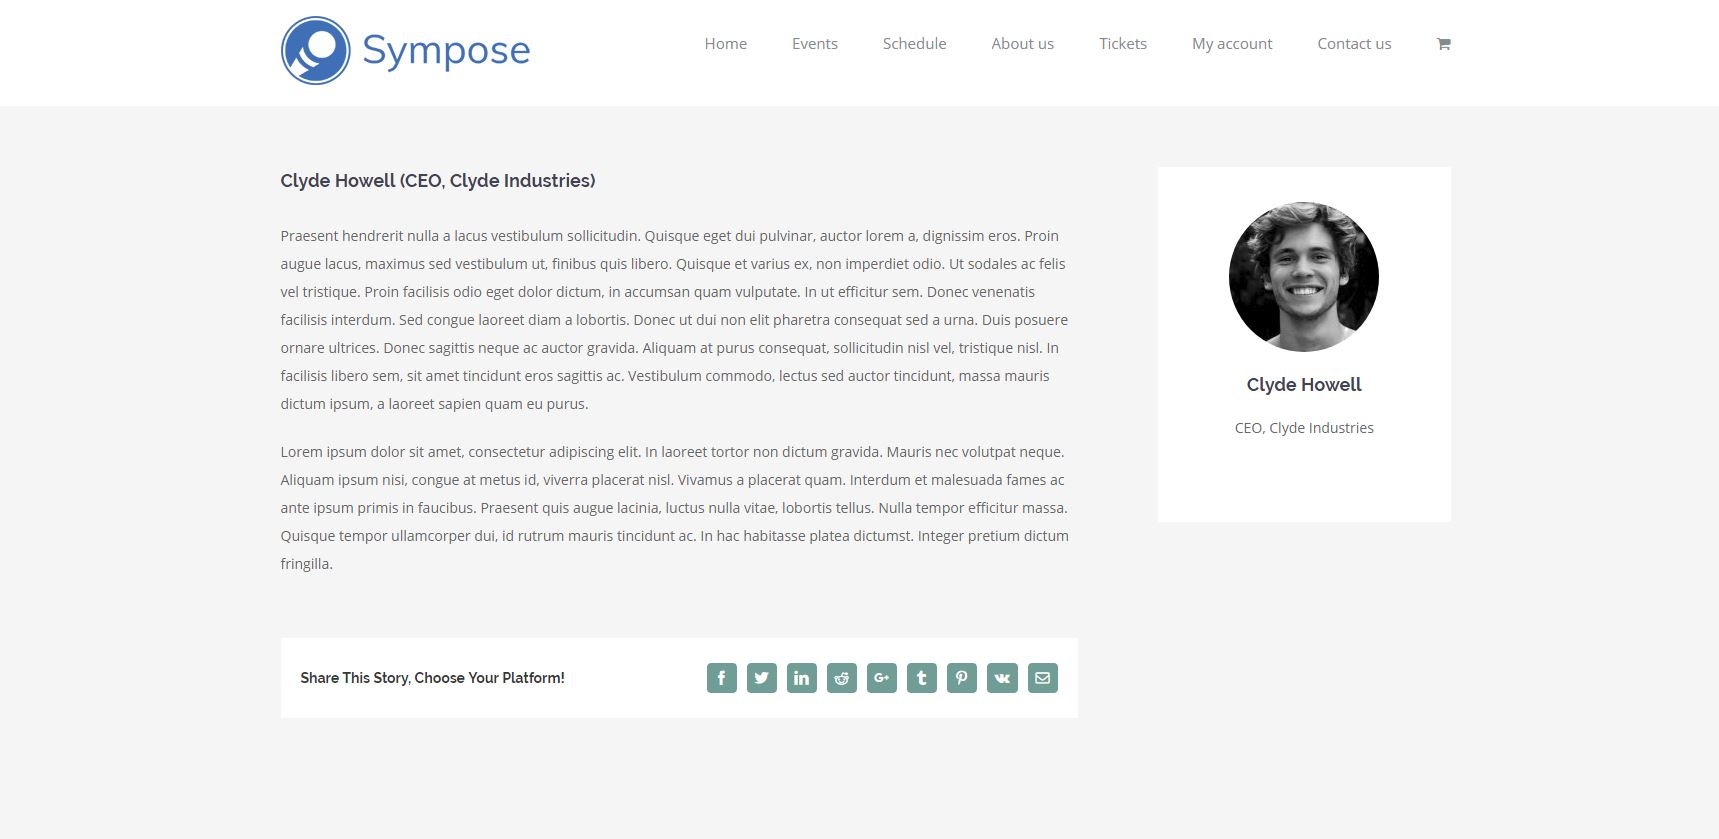 Sympose
Home Events Schedule About us Tickets My account Contact us
Clyde Howell (CEO, Clyde Industries)
Praesent hendrerit nulla a lacus vestibulum sollicitudin. Quisque eget dui pulvinar, auctor lorem a, dignissim eros. Proin
augue lacus, maximus sed vestibulum ut, finibus quis libero. Quisque et varius ex, non imperdiet odio. Ut sodales ac felis
vel tristique. Proin facilisis odio eget dolor dictum, in accumsan quam vulputate. In ut efficitur sem. Donec venenatis
facilisis interdum. Sed congue laoreet diam a lobortis. Donec ut dui non elit pharetra consequat sed a urna. Duis posuere
ornare ultrices. Donec sagittis neque ac auctor gravida. Aliquam at purus consequat, sollicitudin nisl vel, tristique nisl. In
facilisis libero sem, sit amet tincidunt eros sagittis ac. Vestibulum commodo, lectus sed auctor tincidunt, massa mauris
dictum ipsum, a laoreet sapien quam eu purus.
Lorem ipsum dolor sit amet, consectetur adipiscing elit. In laoreet tortor non dictum gravida. Mauris nec volutpat neque.
Aliquam ipsum nisi, congue at metus id, viverra placerat nisl. Vivamus a placerat quam. Interdum et malesuada fames ac
ante ipsum primis in faucibus. Praesent quis augue lacinia, luctus nulla vitae, lobortis tellus. Nulla tempor efficitur massa.
Quisque tempor ullamcorper dui, id rutrum mauris tincidunt ac. In hac habitasse platea dictumst. Integer pretium dictum
fringilla.
Share This Story, Choose Your Platform!
Clyde Howell
CEO, Clyde Industries